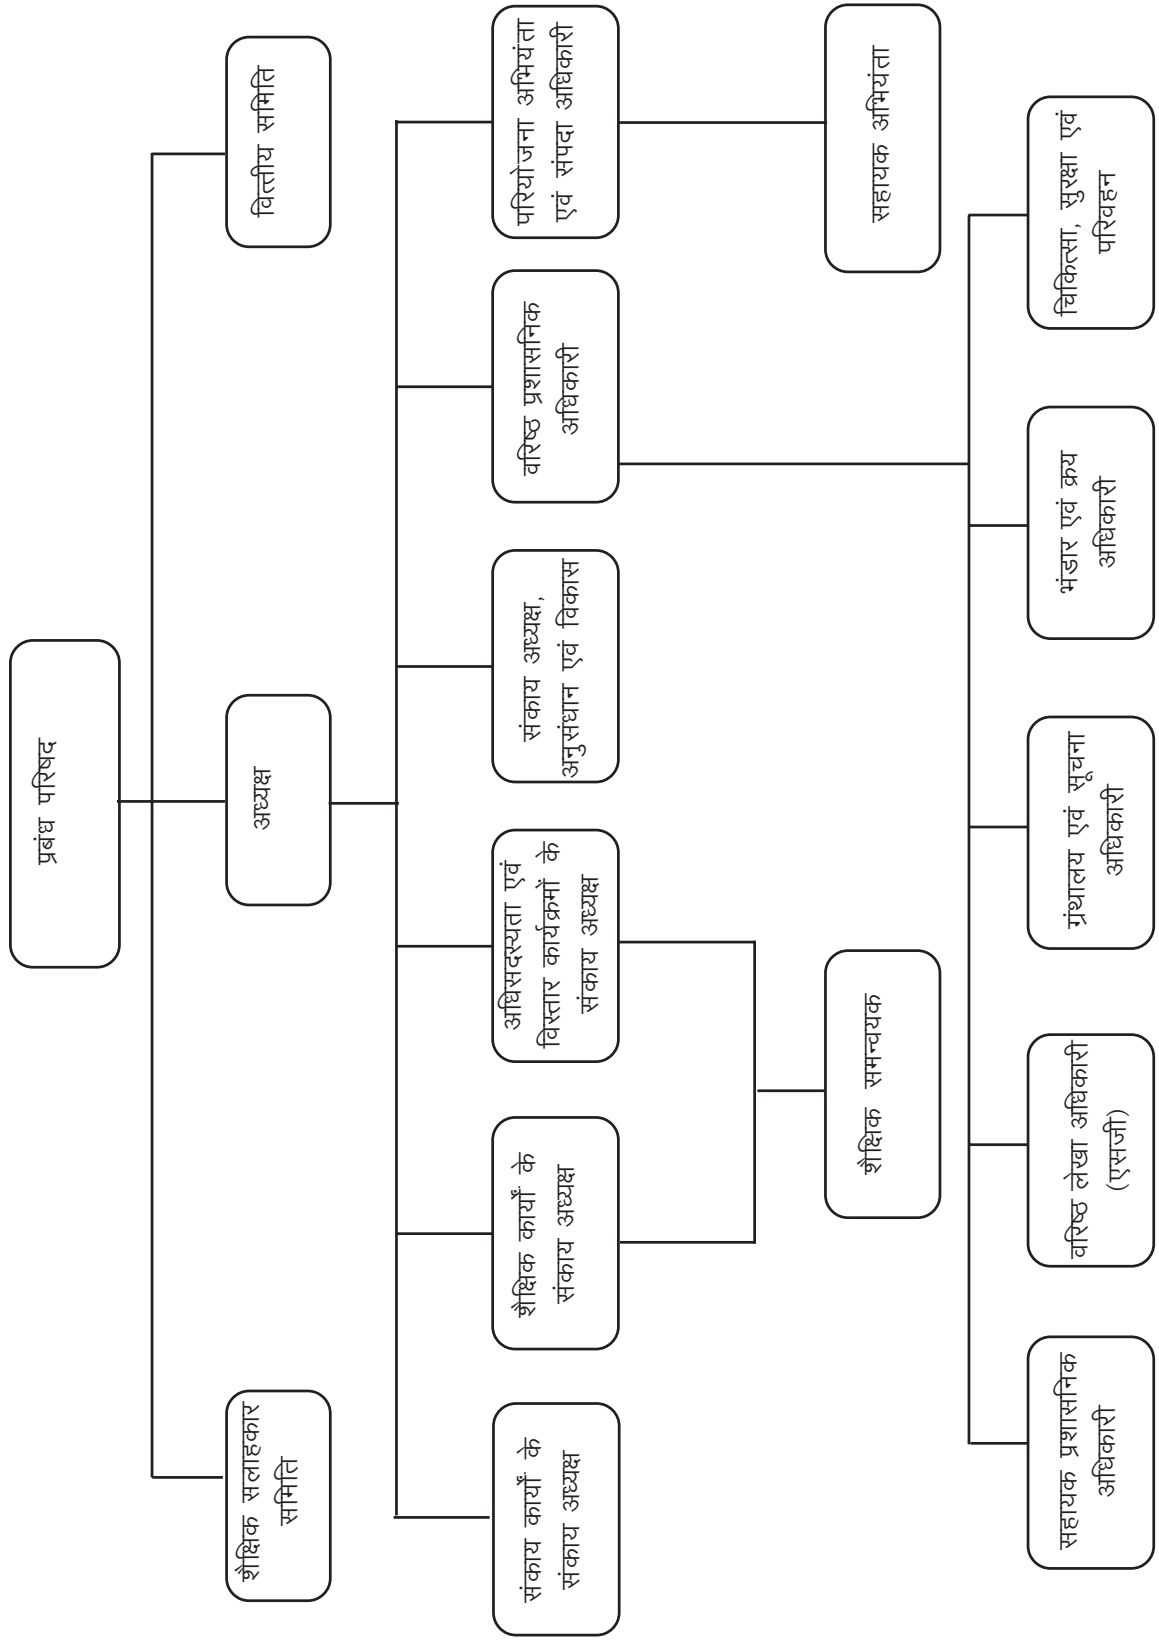 प्रबंध परिषद
शैक्षिक सलाहकार
समिति
अध्यक्ष
वित्तीय समिति
संकाय कार्यों के
संकाय अध्यक्ष
शैक्षिक कार्यों के
संकाय अध्यक्ष
अधिसदस्यता एवं
विस्तार कार्यक्रमों के
संकाय अध्यक्ष
संकाय अध्यक्ष,
अनुसंधान एवं विकास
वरिष्ठ प्रशासनिक
अधिकारी
परियोजना अभियंता
एवं संपदा अधिकारी
शैक्षिक समन्वयक
सहायक अभियंता
सहायक प्रशासनिक
अधिकारी
वरिष्ठ लेखा अधिकारी
(एसजी)
ग्रंथालय एवं सूचना
अधिकारी
भंडार एवं क्रय
अधिकारी
चिकित्सा, सुरक्षा एवं
परिवहन